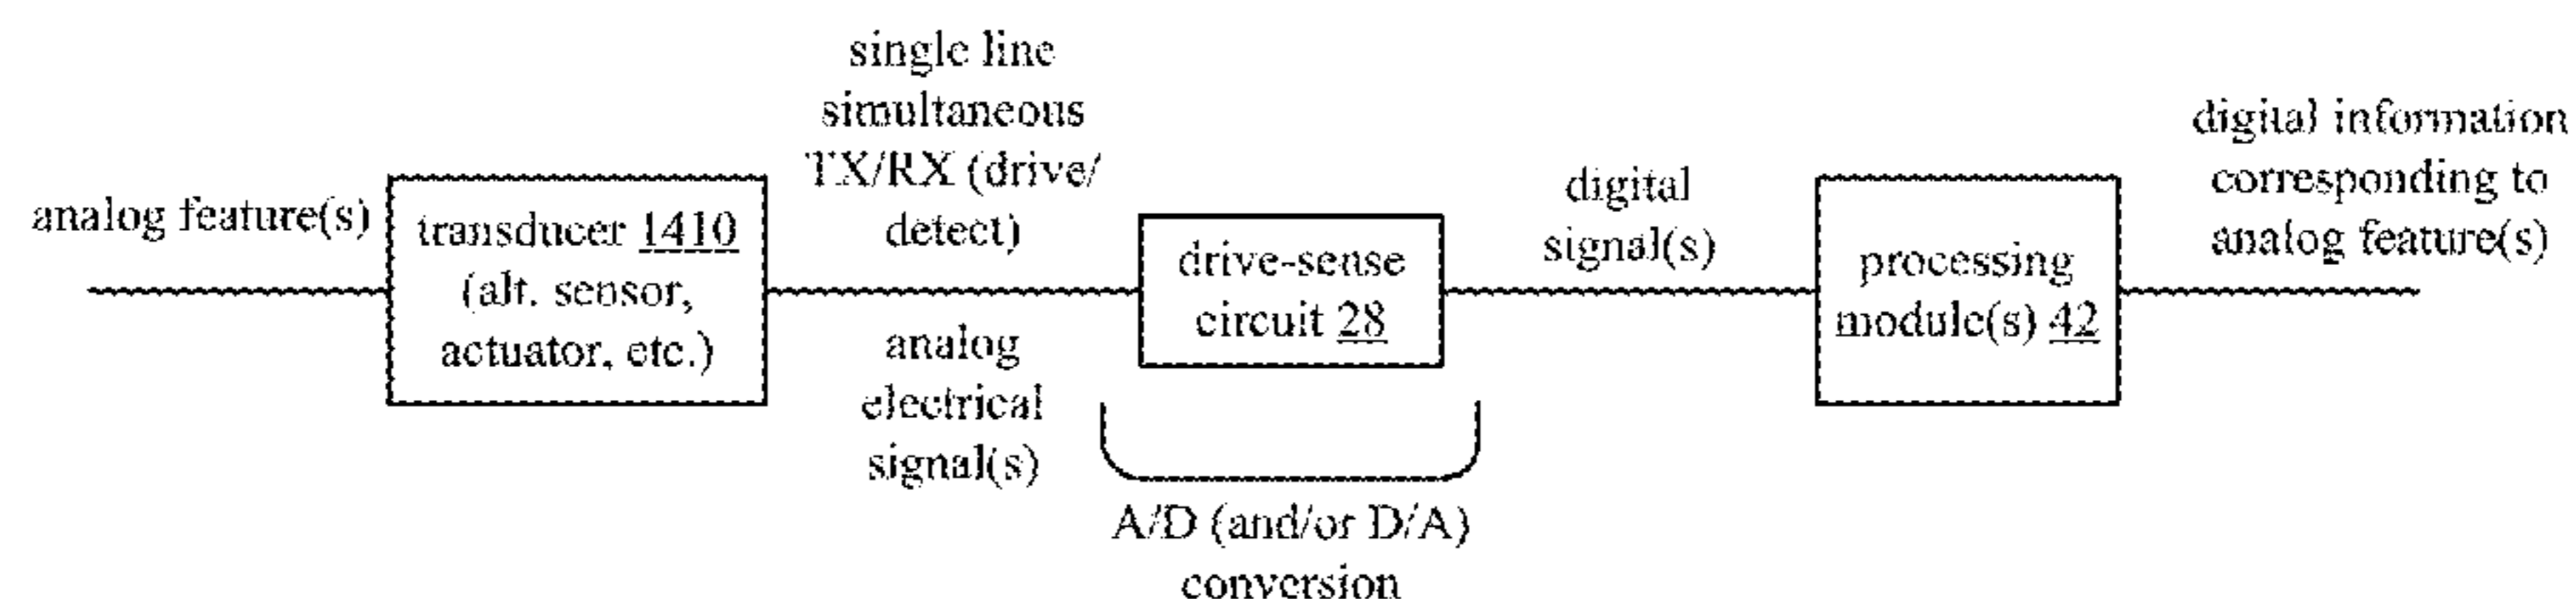 analog feature(s)
transducer 1410
(alt. sensor,
actuator, etc.)
single line
simultaneous
TX/RX (drive/
detect)
analog
electrical
signal(s)
drive-sense
circuit 28
A/D (and/or D/A)
conversion
digital
signal(s)
processing
module(s) 42
digital information
corresponding to
analog feature(s)